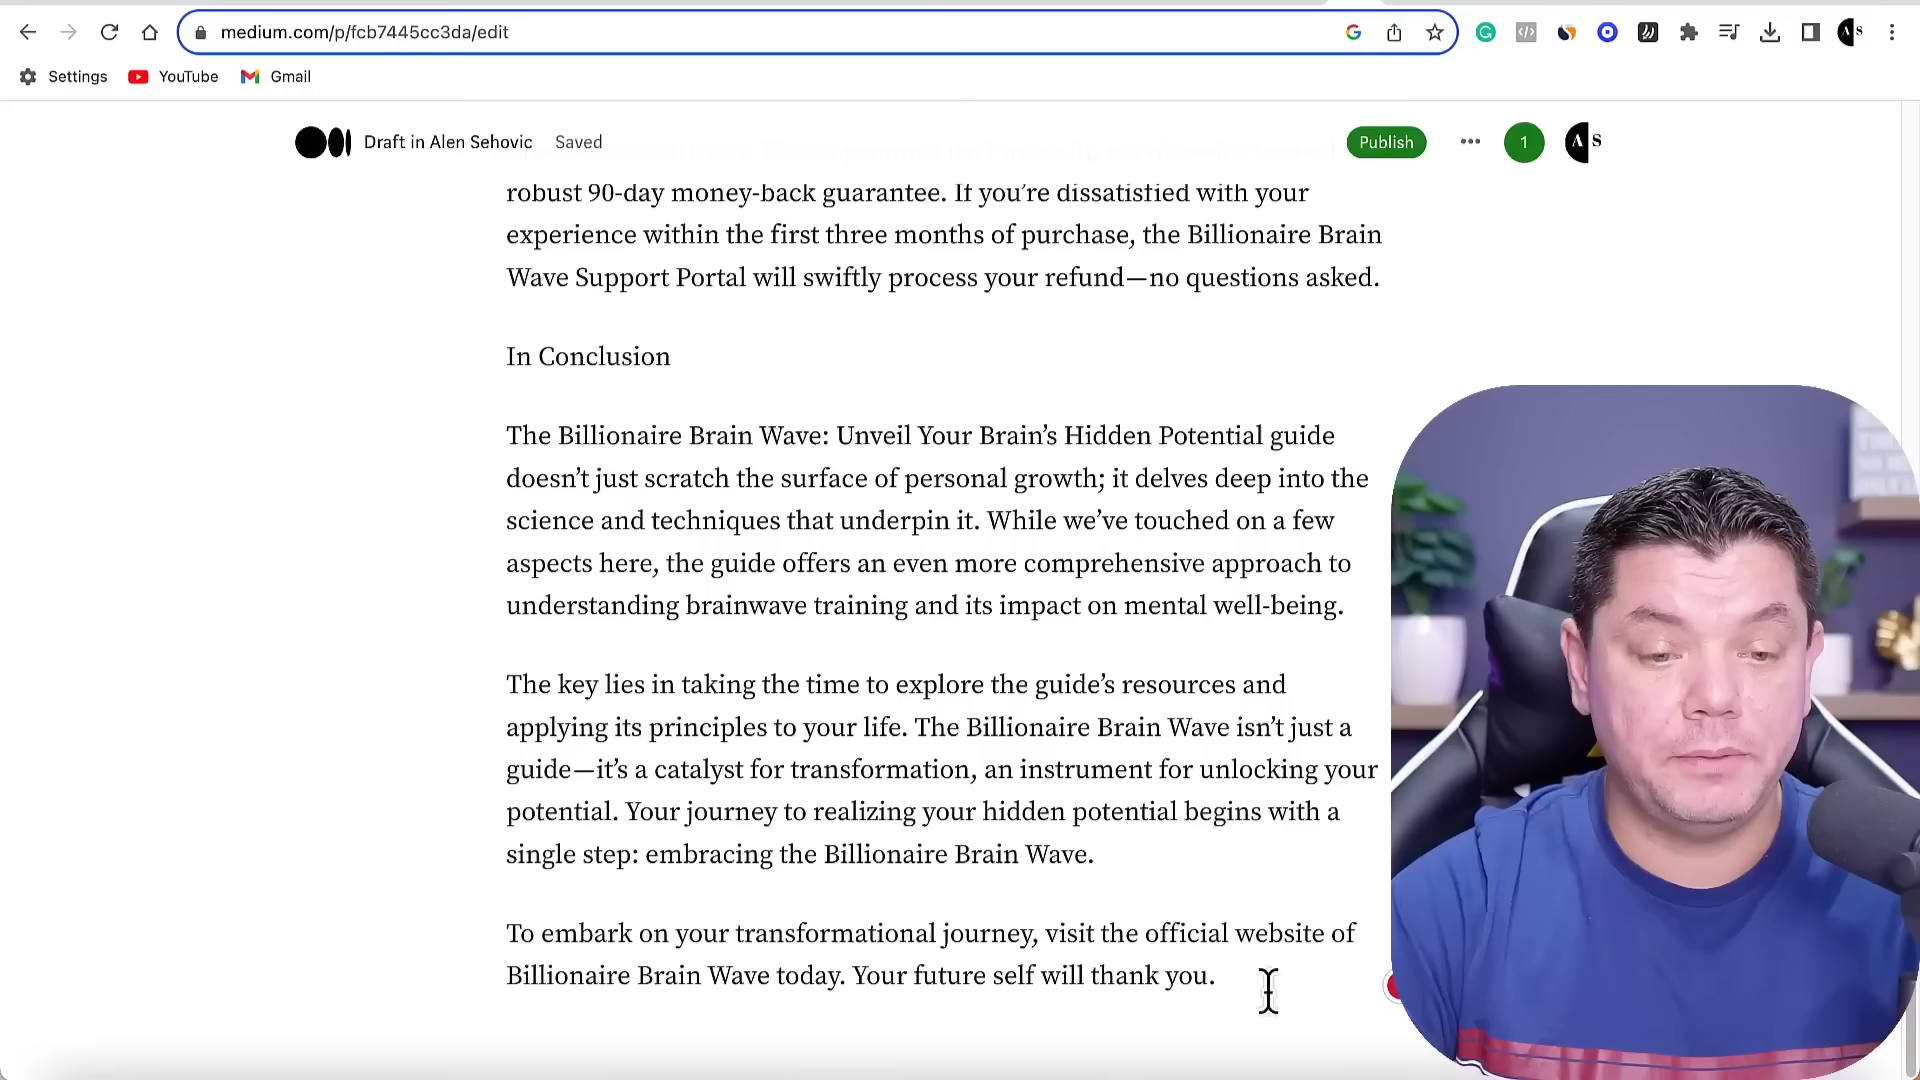 medium.com/p/fcb7445cc3da/edit
Settings YouTube Gmail
Draft in Alen Sehovic Saved Publish 1 A S
robust 90-day money-back guarantee. If you’re dissatisfied with your
experience within the first three months of purchase, the Billionaire Brain
Wave Support Portal will swiftly process your refund—no questions asked.
In Conclusion
The Billionaire Brain Wave: Unveil Your Brain’s Hidden Potential guide
doesn’t just scratch the surface of personal growth; it delves deep into the
science and techniques that underpin it. While we’ve touched on a few
aspects here, the guide offers an even more comprehensive approach to
understanding brainwave training and its impact on mental well-being.
The key lies in taking the time to explore the guide’s resources and
applying its principles to your life. The Billionaire Brain Wave isn’t just a
guide—it’s a catalyst for transformation, an instrument for unlocking your
potential. Your journey to realizing your hidden potential begins with a
single step: embracing the Billionaire Brain Wave.
To embark on your transformational journey, visit the official website of
Billionaire Brain Wave today. Your future self will thank you.